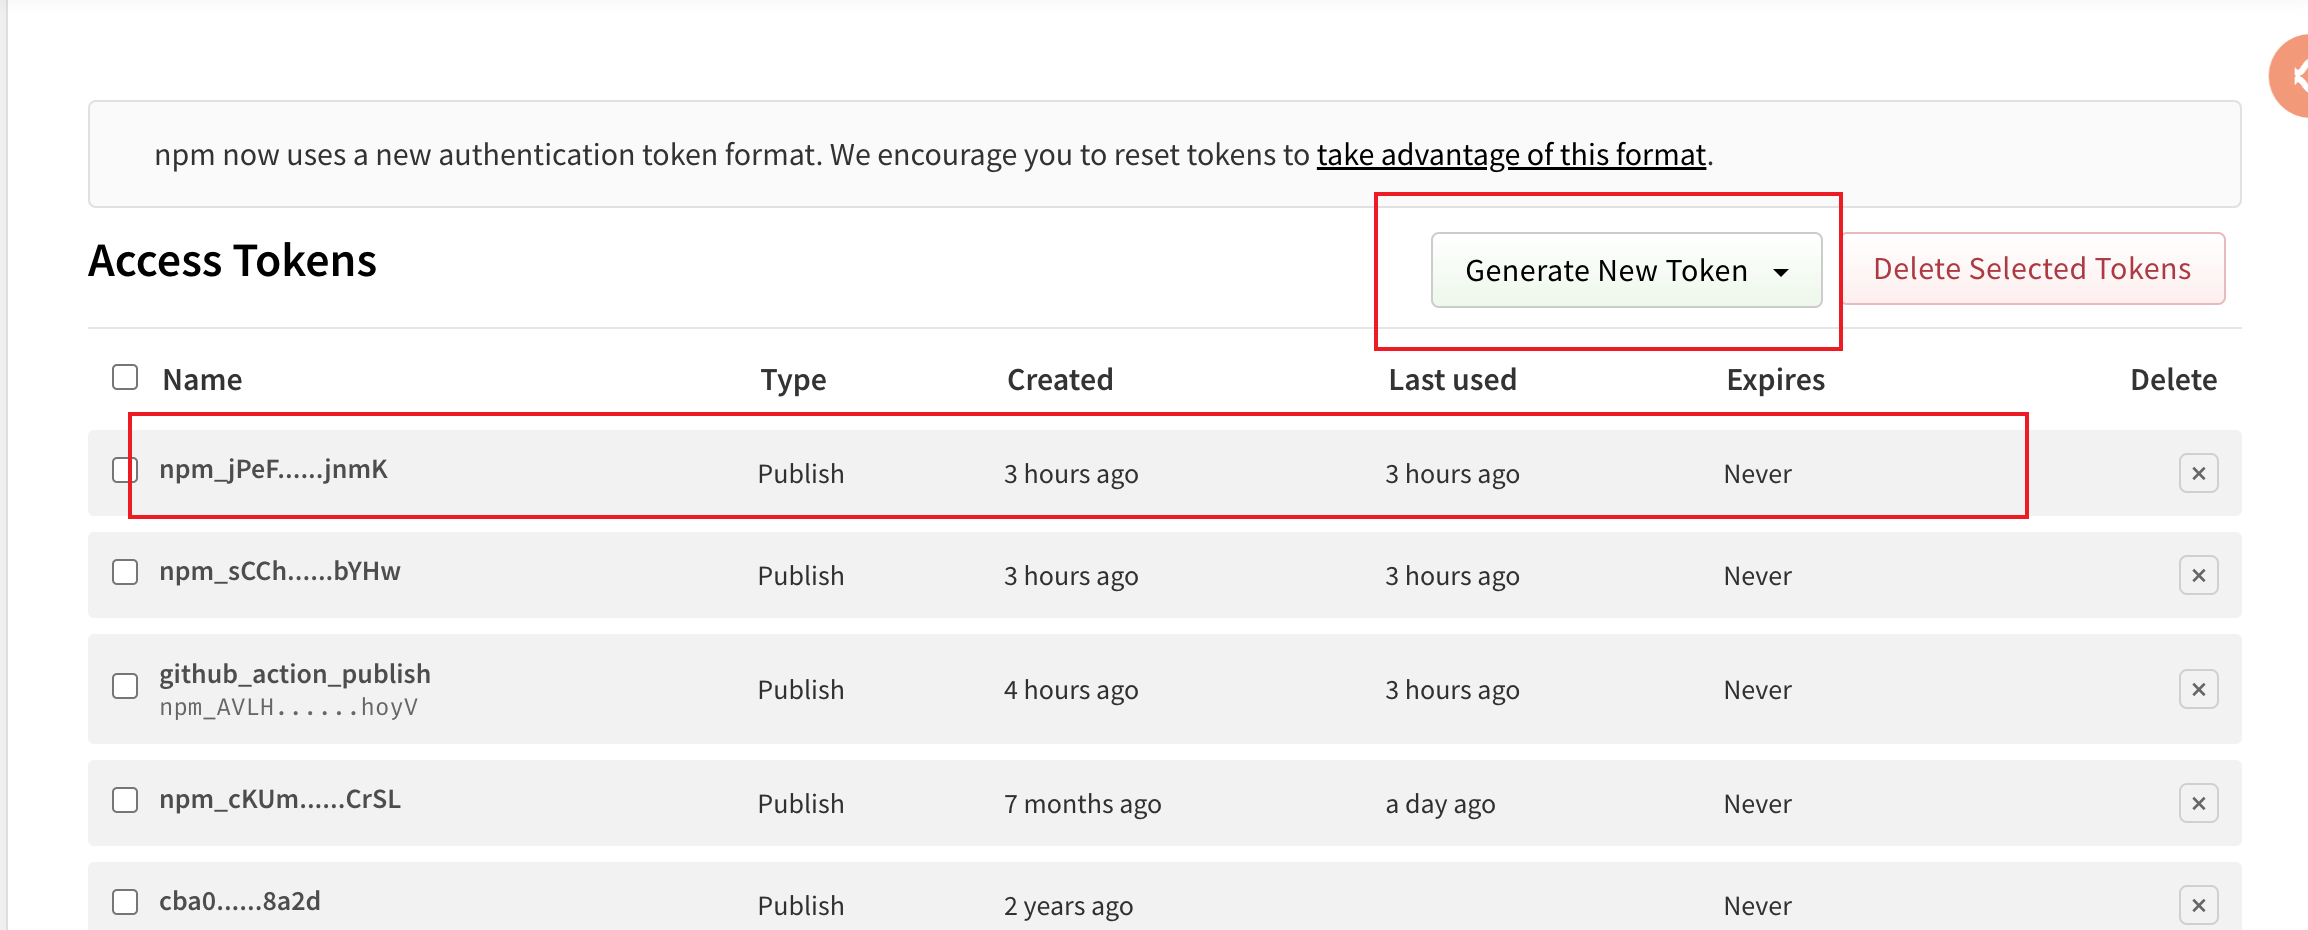 npm now uses a new authentication token format. We encourage you to reset tokens to take advantage of this format.
Access Tokens
Generate New Token
Delete Selected Tokens
Name Type Created Last used Expires Delete
npm_jPeF......jnmK Publish 3 hours ago 3 hours ago Never
npm_sCCh......bYHw Publish 3 hours ago 3 hours ago Never
github_action_publish
npm_AVLH......hoyV Publish 4 hours ago 3 hours ago Never
npm_cKUm......CrSL Publish 7 months ago a day ago Never
cba0......8a2d Publish 2 years ago Never